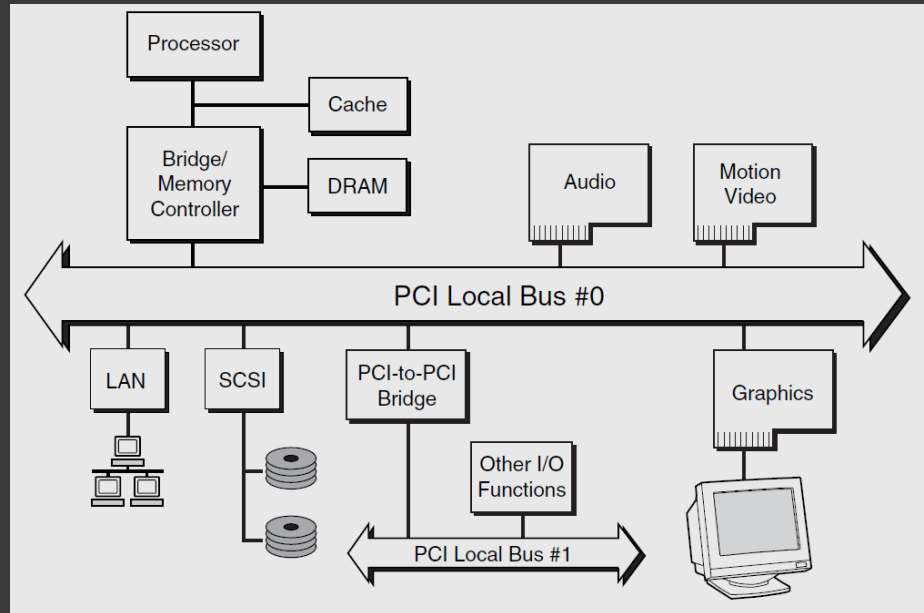 Processor
Cache
Bridge/
Memory
Controller
DRAM
Audio
Motion
Video
PCI Local Bus #0
LAN
SCSI
PCI-to-PCI
Bridge
Graphics
Other I/O
Functions
PCI Local Bus #1